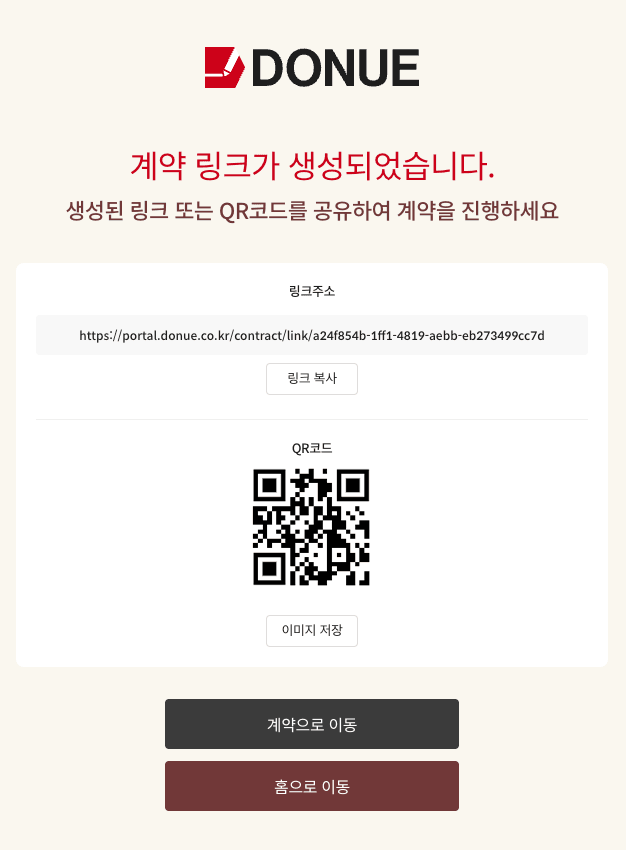 DONUE
계약 링크가 생성되었습니다.
생성된 링크 또는 QR코드를 공유하여 계약을 진행하세요
링크주소
https://portal.donue.co.kr/contract/link/a24f854b-1ff1-4819-aebb-eb273499cc7d
링크 복사
QR코드
이미지 저장
계약으로 이동
홈으로 이동